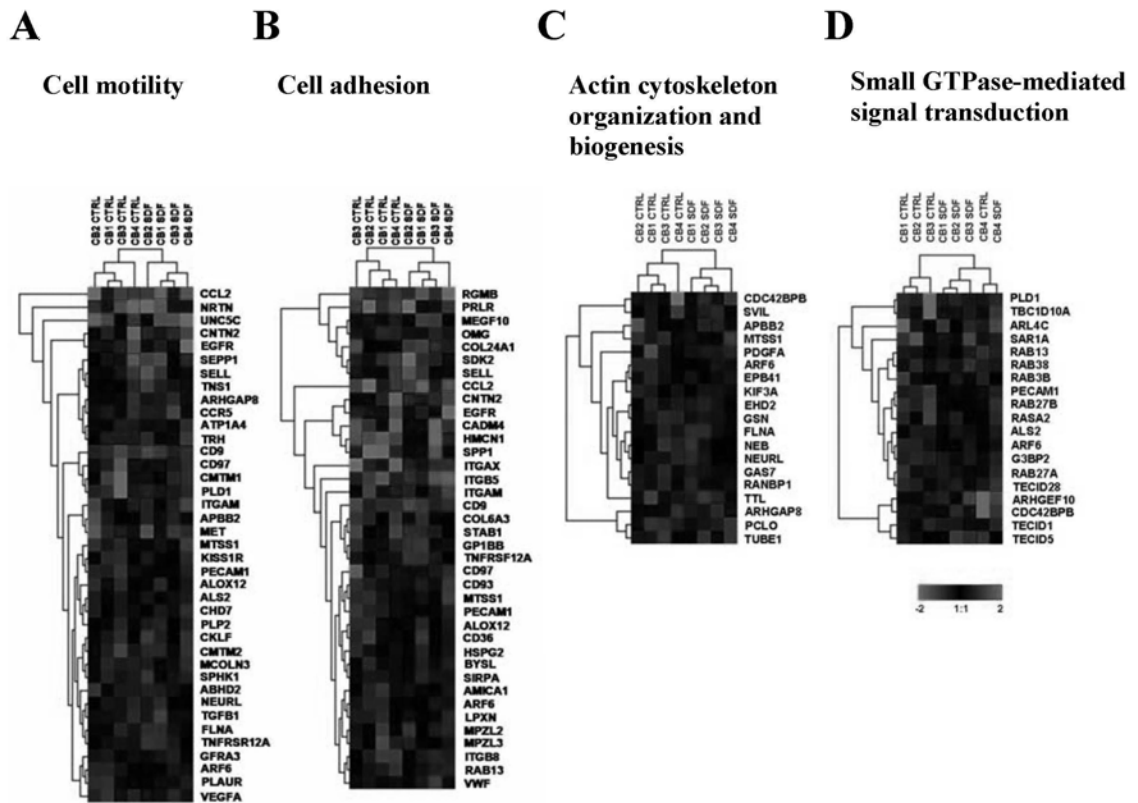 A
Cell motility
CB2 CTRL
CB1 CTRL
CB3 CTRL
CB4 CTRL
CB2 SDF
CB1 SDF
CB3 SDF
CB4 SDF
CCL2
NRTN
UNC5C
CNTN2
EGFR
SEPP1
SELL
TNS1
ARHGAP8
CCR5
ATP1A4
TRH
CD9
CD97
CMTM1
PLD1
ITGAM
APBB2
MET
MTSS1
KISS1R
PECAM1
ALOX12
ALS2
CHD7
PLP2
CKLF
CMTM2
MCOLN3
SPHK1
ABHD2
NEURL
TGFB1
FLNA
TNFRSR12A
GFRA3
ARF6
PLAUR
VEGFA
B
Cell adhesion
CB3 CTRL
CB2 CTRL
CB1 CTRL
CB4 CTRL
CB2 SDF
CB1 SDF
CB3 SDF
CB4 SDF
RGMB
PRLR
MEGF10
OMG
COL24A1
SDK2
SELL
CCL2
CNTN2
EGFR
CADM4
HMCN1
SPP1
ITGAX
ITGB5
ITGAM
CD9
COL6A3
STAB1
GP1BB
TNFRSF12A
CD97
CD93
MTSS1
PECAM1
ALOX12
CD36
HSPG2
BYSL
SIRPA
AMICA1
ARF6
LPXN
MPZL2
MPZL3
ITGB8
RAB13
VWF
C
Actin cytoskeleton
organization and
biogenesis
CB2 CTRL
CB1 CTRL
CB3 CTRL
CB4 CTRL
CB1 SDF
CB2 SDF
CB3 SDF
CB4 SDF
CDC42BPB
SVIL
APBB2
MTSS1
PDGFA
ARF6
EPB41
KIF3A
EHD2
GSN
FLNA
NEB
NEURL
GAS7
RANBP1
TTL
ARHGAP8
PCLO
TUBE1
D
Small GTPase-mediated
signal transduction
CB1 CTRL
CB2 CTRL
CB3 CTRL
CB1 SDF
CB2 SDF
CB3 SDF
CB4 CTRL
CB4 SDF
PLD1
TBC1D10A
ARL4C
SAR1A
RAB13
RAB38
RAB3B
PECAM1
RAB27B
RASA2
ALS2
ARF6
G3BP2
RAB27A
TECID28
ARHGEF10
CDC42BPB
TECID1
TECID5
-2 1:1 2